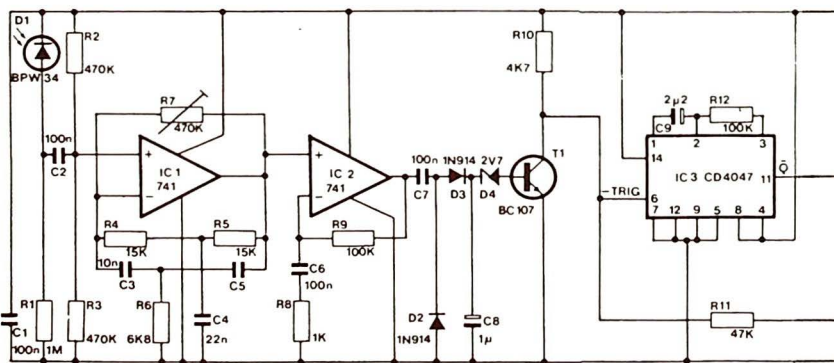 D1
BPW 34
R2
470K
100n
C2
R7
470K
+
−
IC 1
741
R4
15K
R5
15K
10n
C3
C5
R6
6K8
C4
22n
R1
1M
C1
100n
R3
470K
+
−
IC 2
741
R9
100K
C6
100n
R8
1K
100n
C7
1N914
D3
2V7
D4
D2
1N914
C8
1µ
T1
BC 107
R10
4K7
−TRIG
2µ2
C9
R12
100K
1
2
3
14
IC 3 CD4047
11
Q̄
6
7
12
9
5
8
4
R11
47K